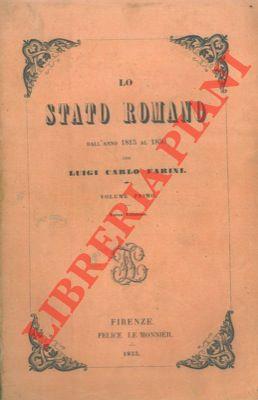 LO
STATO ROMANO
DALL'ANNO 1815 AL 1850
PER
LUIGI CARLO FARINI.
VOLUME PRIMO.
FIRENZE.
FELICE LE MONNIER.
1853.
LIBRERIA PIANI